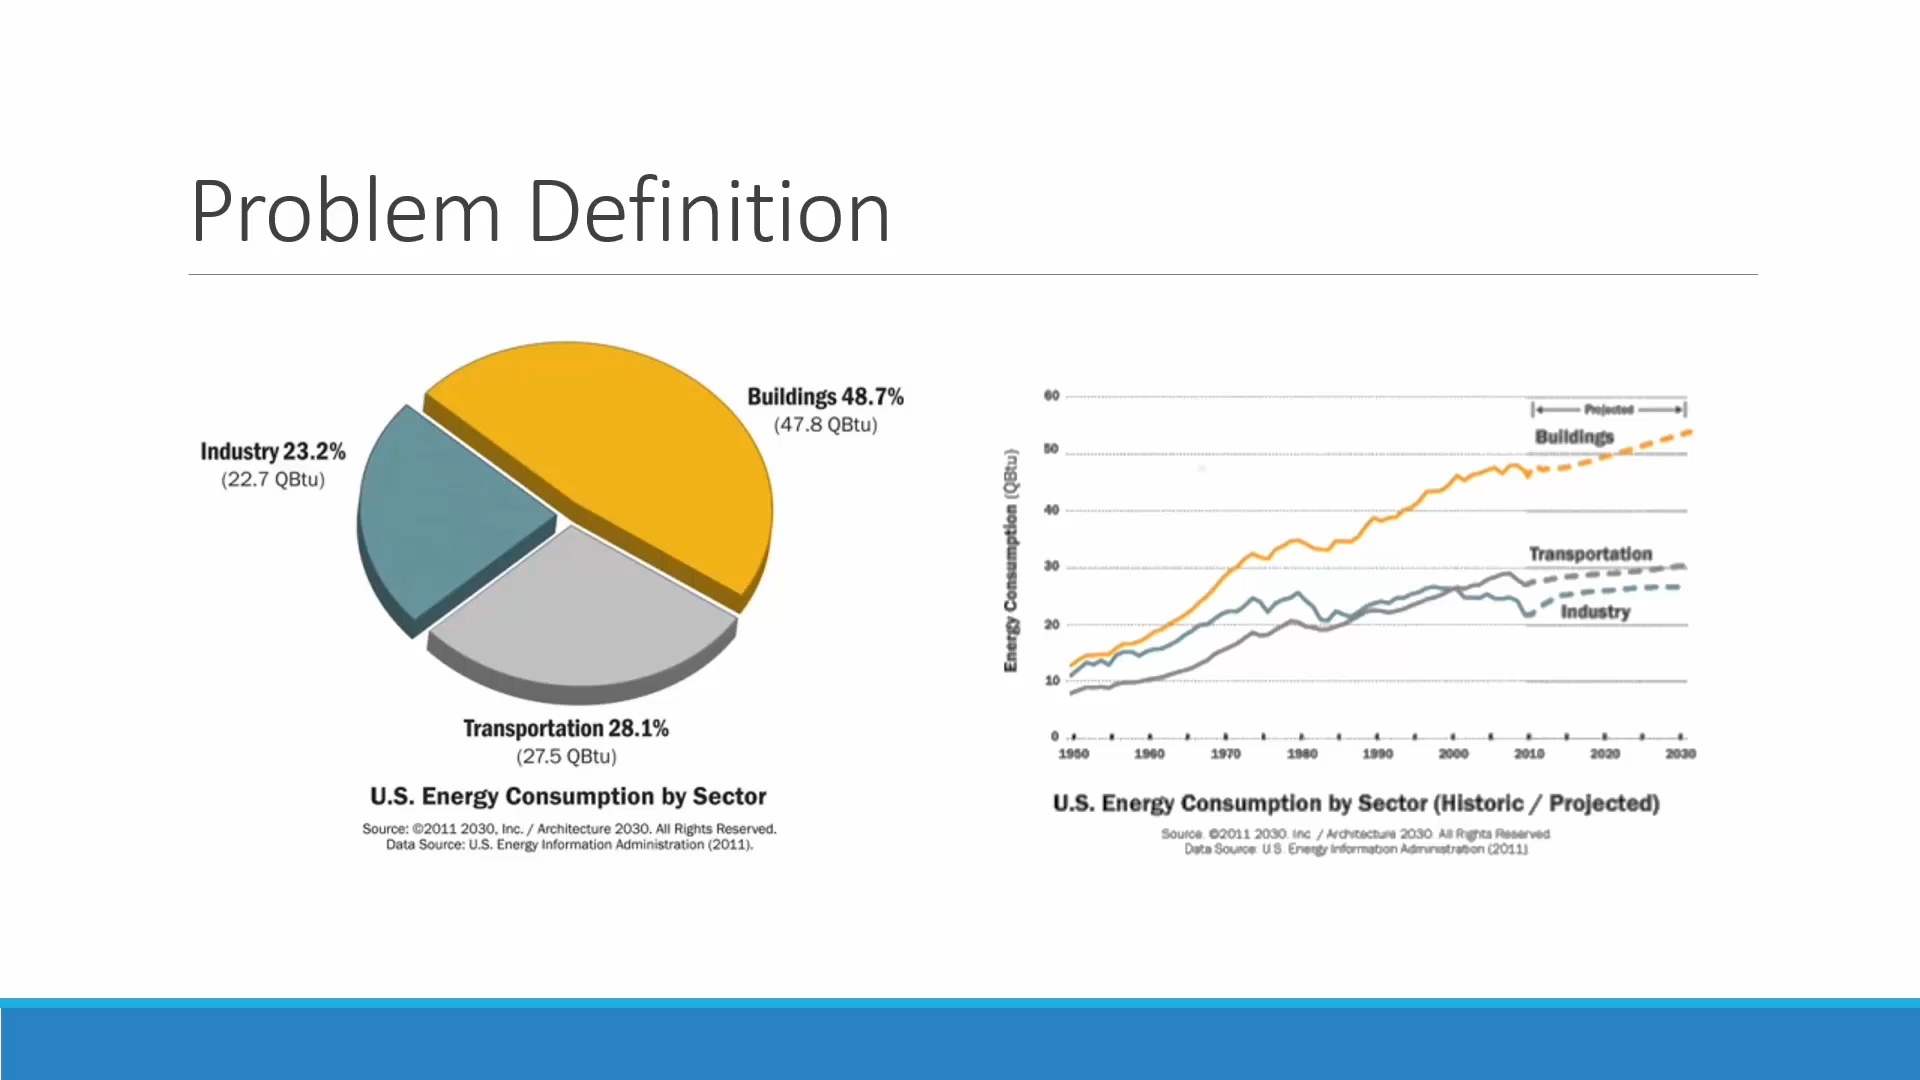 Problem Definition
Buildings 48.7%
(47.8 QBtu)
Industry 23.2%
(22.7 QBtu)
Transportation 28.1%
(27.5 QBtu)
U.S. Energy Consumption by Sector
Source: ©2011 2030, Inc. / Architecture 2030. All Rights Reserved.
Data Source: U.S. Energy Information Administration (2011).
Energy Consumption (QBtu)
60
50
40
30
20
10
0
Projected
Buildings
Transportation
Industry
1950 1960 1970 1980 1990 2000 2010 2020 2030
U.S. Energy Consumption by Sector (Historic / Projected)
Source: ©2011 2030, Inc. / Architecture 2030. All Rights Reserved
Data Source: U.S. Energy Information Administration (2011)